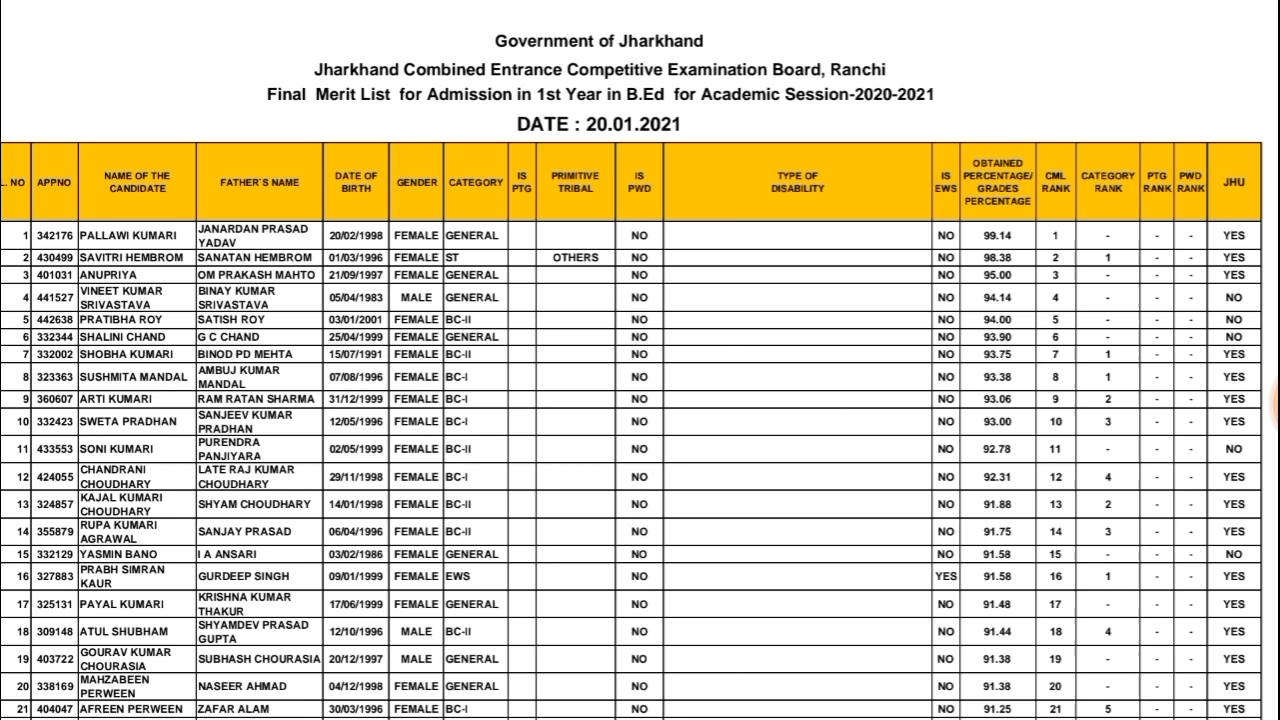 Government of Jharkhand
Jharkhand Combined Entrance Competitive Examination Board, Ranchi
Final Merit List for Admission in 1st Year in B.Ed for Academic Session-2020-2021
DATE : 20.01.2021
L. NO APPNO NAME OF THE CANDIDATE FATHER`S NAME DATE OF BIRTH GENDER CATEGORY IS PTG PRIMITIVE TRIBAL IS PWD TYPE OF DISABILITY IS EWS OBTAINED PERCENTAGE/ GRADES PERCENTAGE CML RANK CATEGORY RANK PTG RANK PWD RANK JHU
1 342176 PALLAWI KUMARI JANARDAN PRASAD YADAV 20/02/1998 FEMALE GENERAL NO NO 99.14 1 - - - YES
2 430499 SAVITRI HEMBROM SANATAN HEMBROM 01/03/1996 FEMALE ST OTHERS NO NO 98.38 2 1 - - YES
3 401031 ANUPRIYA OM PRAKASH MAHTO 21/09/1997 FEMALE GENERAL NO NO 95.00 3 - - - YES
4 441527 VINEET KUMAR SRIVASTAVA BINAY KUMAR SRIVASTAVA 05/04/1983 MALE GENERAL NO NO 94.14 4 - - - NO
5 442638 PRATIBHA ROY SATISH ROY 03/01/2001 FEMALE BC-II NO NO 94.00 5 - - - NO
6 332344 SHALINI CHAND G C CHAND 25/04/1999 FEMALE GENERAL NO NO 93.90 6 - - - NO
7 332002 SHOBHA KUMARI BINOD PD MEHTA 15/07/1991 FEMALE BC-II NO NO 93.75 7 1 - - YES
8 323363 SUSHMITA MANDAL AMBUJ KUMAR MANDAL 07/08/1996 FEMALE BC-I NO NO 93.38 8 1 - - YES
9 360607 ARTI KUMARI RAM RATAN SHARMA 31/12/1999 FEMALE BC-I NO NO 93.06 9 2 - - YES
10 332423 SWETA PRADHAN SANJEEV KUMAR PRADHAN 12/05/1996 FEMALE BC-I NO NO 93.00 10 3 - - YES
11 433553 SONI KUMARI PURENDRA PANJIYARA 02/05/1999 FEMALE BC-II NO NO 92.78 11 - - - NO
12 424055 CHANDRANI CHOUDHARY LATE RAJ KUMAR CHOUDHARY 29/11/1998 FEMALE BC-I NO NO 92.31 12 4 - - YES
13 324857 KAJAL KUMARI CHOUDHARY SHYAM CHOUDHARY 14/01/1998 FEMALE BC-II NO NO 91.88 13 2 - - YES
14 355879 RUPA KUMARI AGRAWAL SANJAY PRASAD 06/04/1996 FEMALE BC-II NO NO 91.75 14 3 - - YES
15 332129 YASMIN BANO I A ANSARI 03/02/1986 FEMALE GENERAL NO NO 91.58 15 - - - NO
16 327883 PRABH SIMRAN KAUR GURDEEP SINGH 09/01/1999 FEMALE EWS NO YES 91.58 16 1 - - YES
17 325131 PAYAL KUMARI KRISHNA KUMAR THAKUR 17/06/1999 FEMALE GENERAL NO NO 91.48 17 - - - YES
18 309148 ATUL SHUBHAM SHYAMDEV PRASAD GUPTA 12/10/1996 MALE BC-II NO NO 91.44 18 4 - - YES
19 403722 GOURAV KUMAR CHOURASIA SUBHASH CHOURASIA 20/12/1997 MALE GENERAL NO NO 91.38 19 - - - YES
20 338169 MAHZABEEN PERWEEN NASEER AHMAD 04/12/1998 FEMALE GENERAL NO NO 91.38 20 - - - YES
21 404047 AFREEN PERWEEN ZAFAR ALAM 30/03/1996 FEMALE BC-I NO NO 91.25 21 5 - - YES